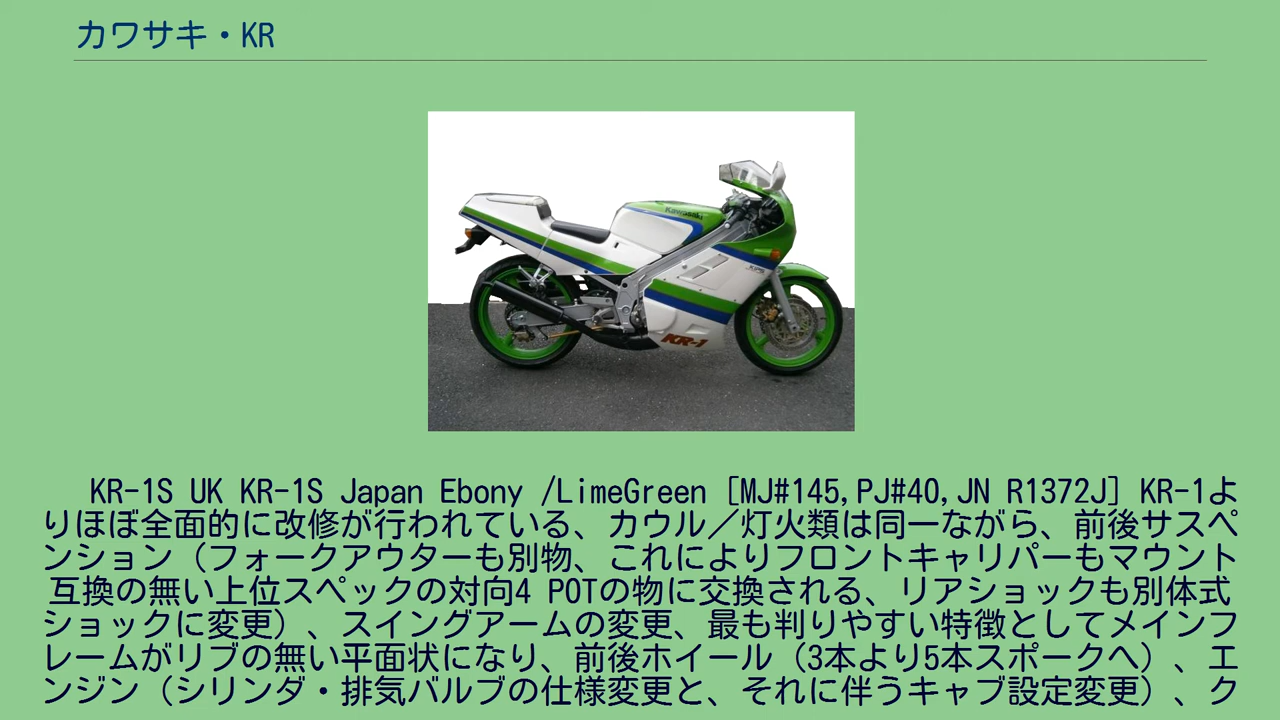 カワサキ・KR
Kawasaki
KR-1
KR-1S UK KR-1S Japan Ebony /LimeGreen [MJ#145,PJ#40,JN R1372J] KR-1よ
りほぼ全面的に改修が行われている、カウル／灯火類は同一ながら、前後サスペ
ンション（フォークアウターも別物、これによりフロントキャリパーもマウント
互換の無い上位スペックの対向4 POTの物に交換される、リアショックも別体式
ショックに変更）、スイングアームの変更、最も判りやすい特徴としてメインフ
レームがリブの無い平面状になり、前後ホイール（3本より5本スポークへ）、エ
ンジン（シリンダ・排気バルブの仕様変更と、それに伴うキャブ設定変更）、ク